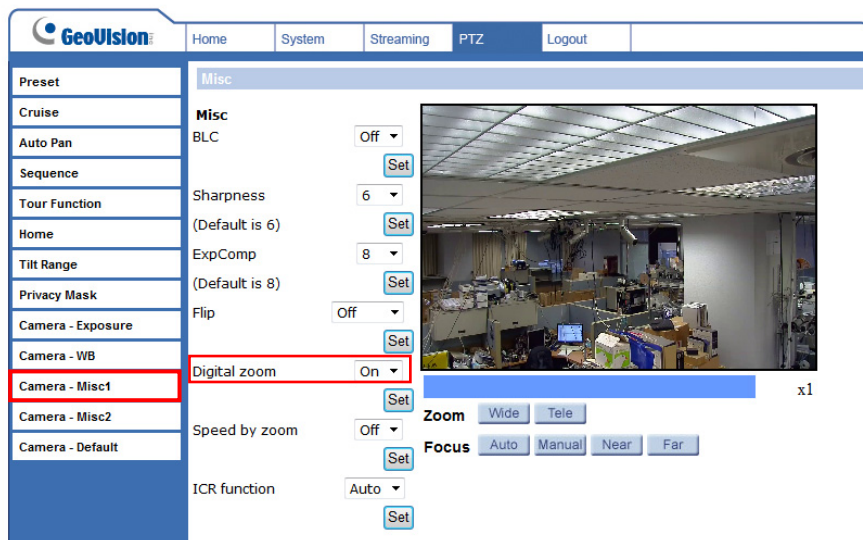 GeoVision
Home System Streaming PTZ Logout
Preset
Cruise
Auto Pan
Sequence
Tour Function
Home
Tilt Range
Privacy Mask
Camera - Exposure
Camera - WB
Camera - Misc1
Camera - Misc2
Camera - Default
Misc
Misc
BLC Off
Set
Sharpness 6
(Default is 6) Set
ExpComp 8
(Default is 8) Set
Flip Off
Set
Digital zoom On
Set
Speed by zoom Off
Set
ICR function Auto
Set
x1
Zoom Wide Tele
Focus Auto Manual Near Far